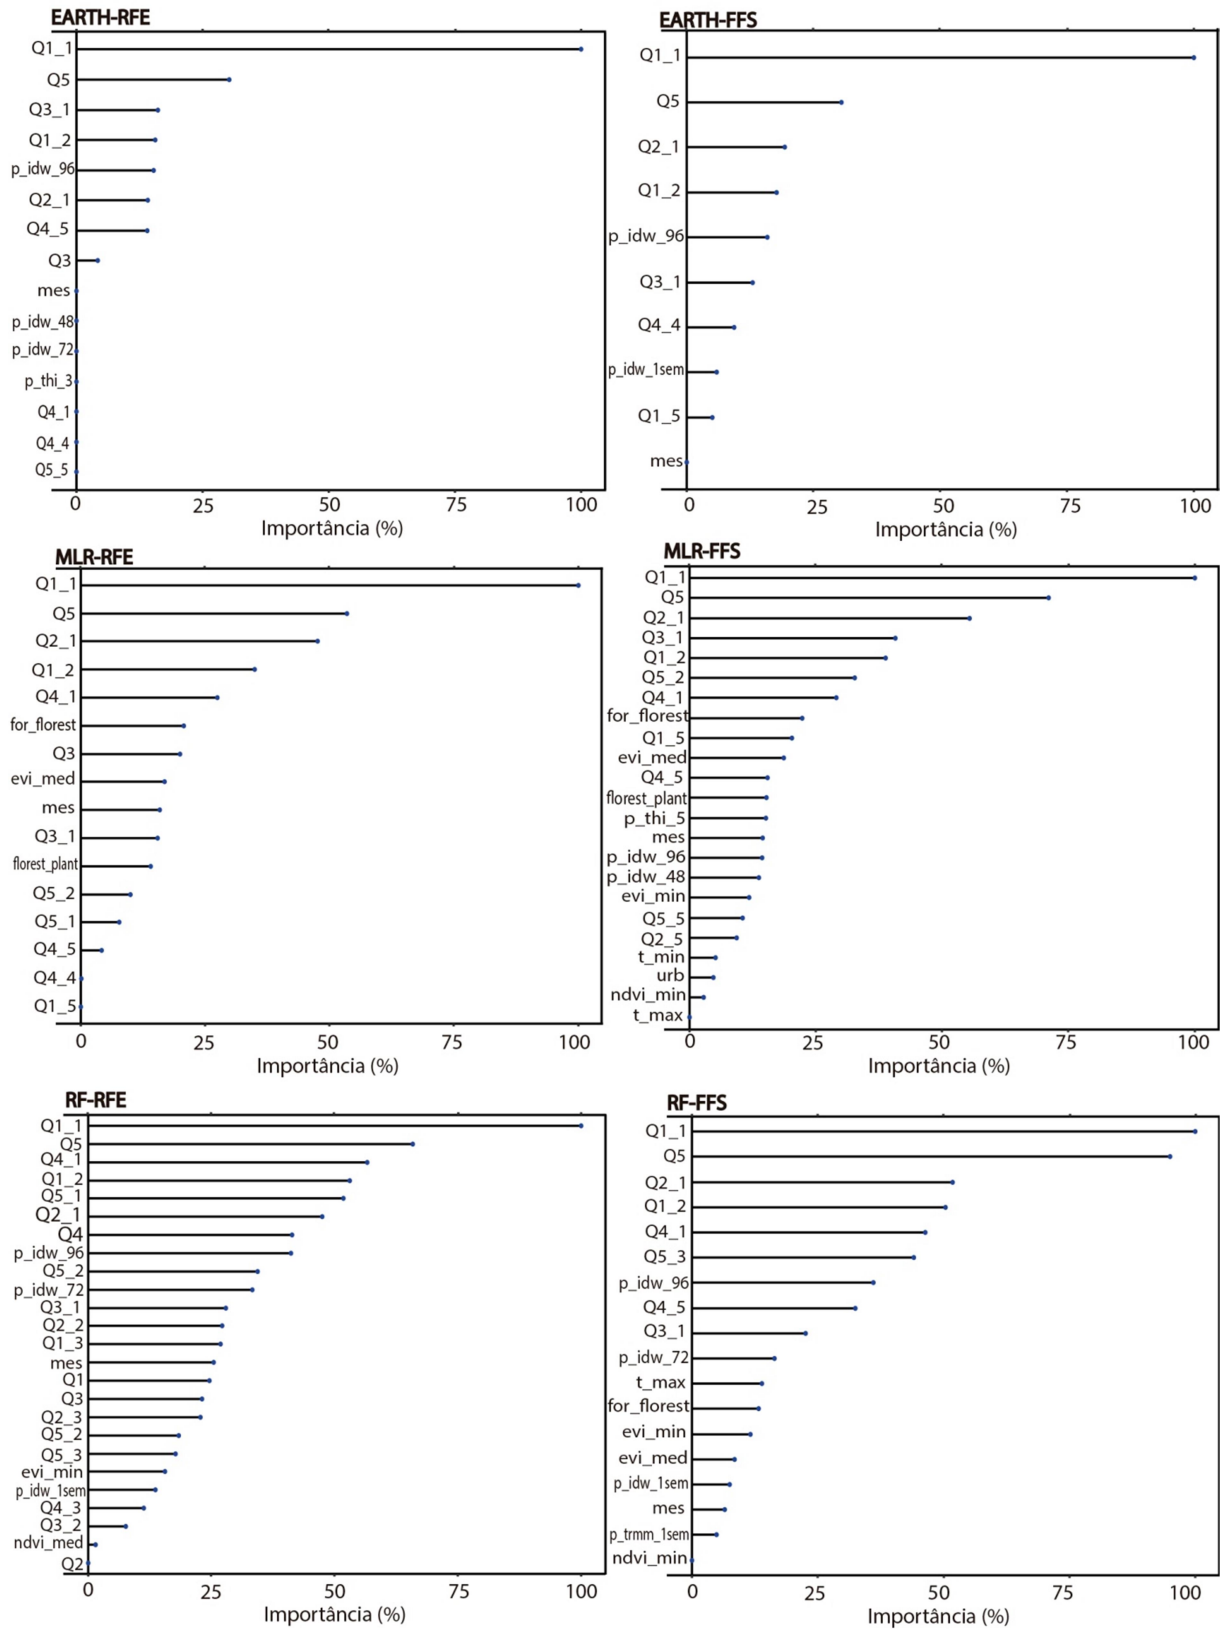 EARTH-RFE
Q1_1
Q5
Q3_1
Q1_2
p_idw_96
Q2_1
Q4_5
Q3
mes
p_idw_48
p_idw_72
p_thi_3
Q4_1
Q4_4
Q5_5
0 25 50 75 100
Importância (%)
EARTH-FFS
Q1_1
Q5
Q2_1
Q1_2
p_idw_96
Q3_1
Q4_4
p_idw_1sem
Q1_5
mes
0 25 50 75 100
Importância (%)
MLR-RFE
Q1_1
Q5
Q2_1
Q1_2
Q4_1
for_florest
Q3
evi_med
mes
Q3_1
florest_plant
Q5_2
Q5_1
Q4_5
Q4_4
Q1_5
0 25 50 75 100
Importância (%)
MLR-FFS
Q1_1
Q5
Q2_1
Q3_1
Q1_2
Q5_2
Q4_1
for_florest
Q1_5
evi_med
Q4_5
florest_plant
p_thi_5
mes
p_idw_96
p_idw_48
evi_min
Q5_5
Q2_5
t_min
urb
ndvi_min
t_max
0 25 50 75 100
Importância (%)
RF-RFE
Q1_1
Q5
Q4_1
Q1_2
Q5_1
Q2_1
Q4
p_idw_96
Q5_2
p_idw_72
Q3_1
Q2_2
Q1_3
mes
Q1
Q3
Q2_3
Q5_2
Q5_3
evi_min
p_idw_1sem
Q4_3
Q3_2
ndvi_med
Q2
0 25 50 75 100
Importância (%)
RF-FFS
Q1_1
Q5
Q2_1
Q1_2
Q4_1
Q5_3
p_idw_96
Q4_5
Q3_1
p_idw_72
t_max
for_florest
evi_min
evi_med
p_idw_1sem
mes
p_trmm_1sem
ndvi_min
0 25 50 75 100
Importância (%)